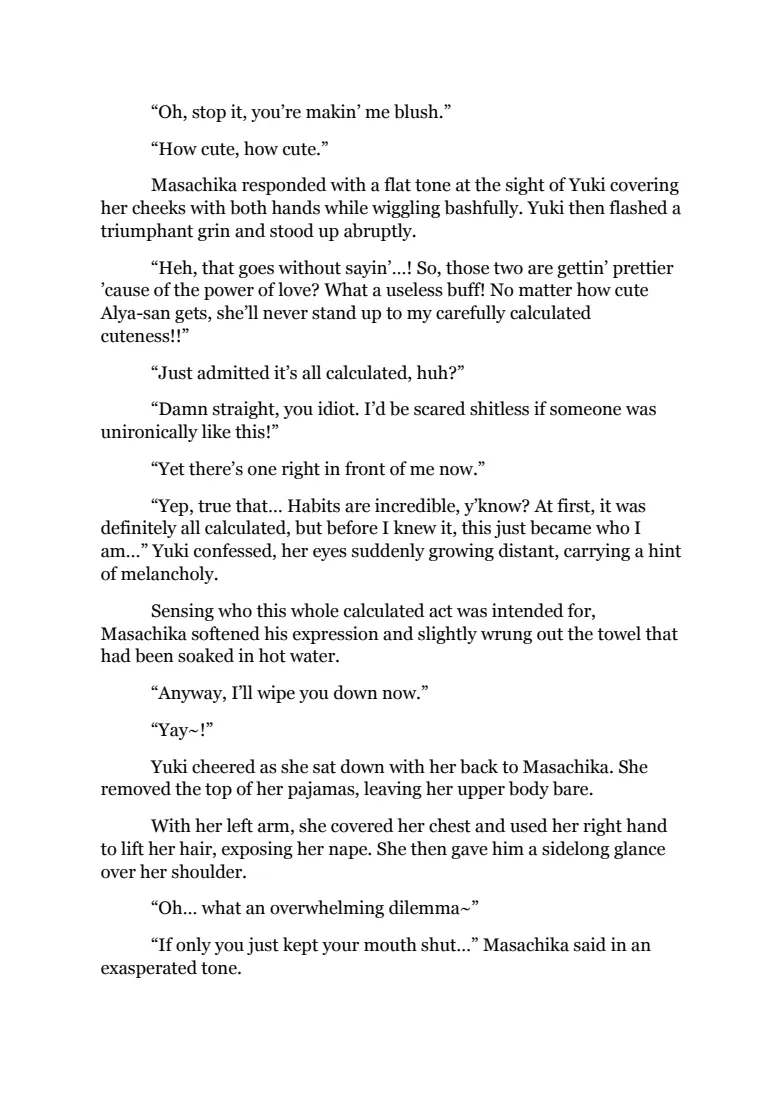 “Oh, stop it, you’re makin’ me blush.”
“How cute, how cute.”
Masachika responded with a flat tone at the sight of Yuki covering
her cheeks with both hands while wiggling bashfully. Yuki then flashed a
triumphant grin and stood up abruptly.
“Heh, that goes without sayin’...! So, those two are gettin’ prettier
’cause of the power of love? What a useless buff! No matter how cute
Alya-san gets, she’ll never stand up to my carefully calculated
cuteness!!”
“Just admitted it’s all calculated, huh?”
“Damn straight, you idiot. I’d be scared shitless if someone was
unironically like this!”
“Yet there’s one right in front of me now.”
“Yep, true that... Habits are incredible, y’know? At first, it was
definitely all calculated, but before I knew it, this just became who I
am...” Yuki confessed, her eyes suddenly growing distant, carrying a hint
of melancholy.
Sensing who this whole calculated act was intended for,
Masachika softened his expression and slightly wrung out the towel that
had been soaked in hot water.
“Anyway, I’ll wipe you down now.”
“Yay~!”
Yuki cheered as she sat down with her back to Masachika. She
removed the top of her pajamas, leaving her upper body bare.
With her left arm, she covered her chest and used her right hand
to lift her hair, exposing her nape. She then gave him a sidelong glance
over her shoulder.
“Oh... what an overwhelming dilemma~”
“If only you just kept your mouth shut...” Masachika said in an
exasperated tone.